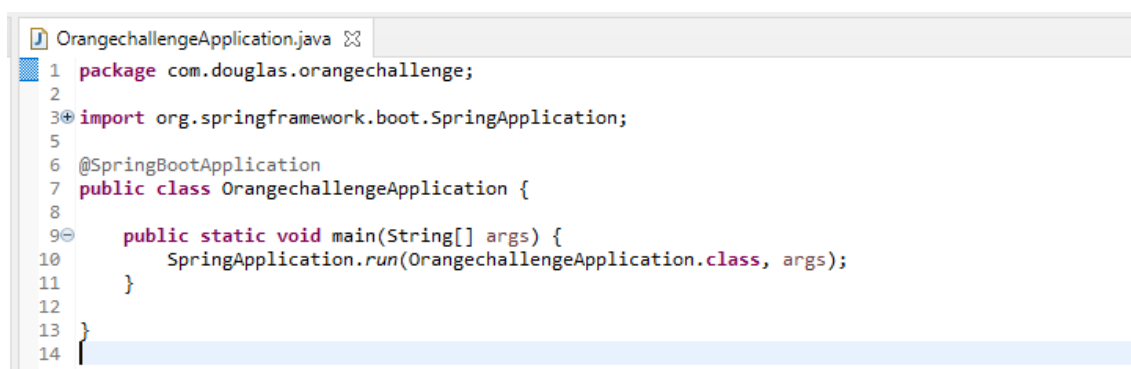 OrangechallengeApplication.java
1 package com.douglas.orangechallenge;
2
3 import org.springframework.boot.SpringApplication;
5
6 @SpringBootApplication
7 public class OrangechallengeApplication {
8
9 public static void main(String[] args) {
10 SpringApplication.run(OrangechallengeApplication.class, args);
11 }
12
13 }
14